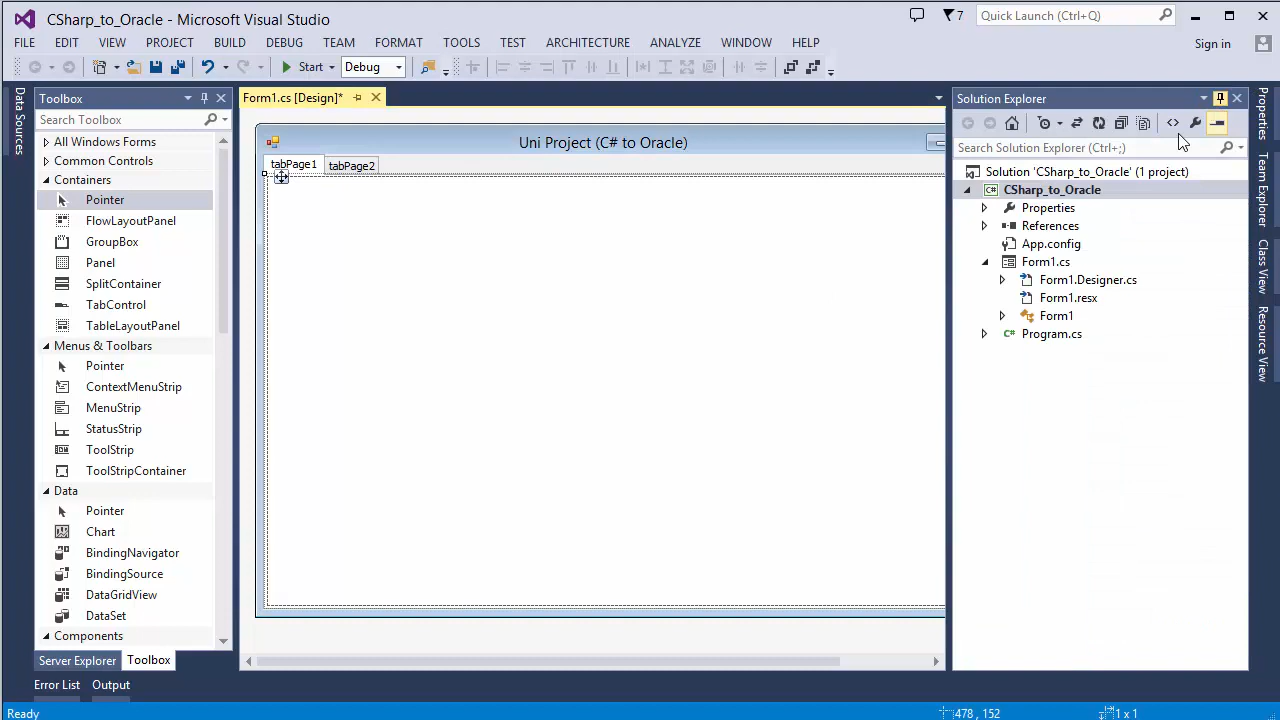 CSharp_to_Oracle - Microsoft Visual Studio
7
Quick Launch (Ctrl+Q)
FILE EDIT VIEW PROJECT BUILD DEBUG TEAM FORMAT TOOLS TEST ARCHITECTURE ANALYZE WINDOW HELP
Sign in
Start Debug
Data Sources
Toolbox
Search Toolbox
All Windows Forms
Common Controls
Containers
Pointer
FlowLayoutPanel
GroupBox
Panel
SplitContainer
TabControl
TableLayoutPanel
Menus & Toolbars
Pointer
ContextMenuStrip
MenuStrip
StatusStrip
ToolStrip
ToolStripContainer
Data
Pointer
Chart
BindingNavigator
BindingSource
DataGridView
DataSet
Components
Server Explorer Toolbox
Form1.cs [Design]*
Uni Project (C# to Oracle)
tabPage1 tabPage2
Solution Explorer
Search Solution Explorer (Ctrl+;)
Solution 'CSharp_to_Oracle' (1 project)
C# CSharp_to_Oracle
Properties
References
App.config
Form1.cs
Form1.Designer.cs
Form1.resx
Form1
C# Program.cs
Properties
Team Explorer
Class View
Resource View
Error List Output
Ready
478 , 152
1 x 1